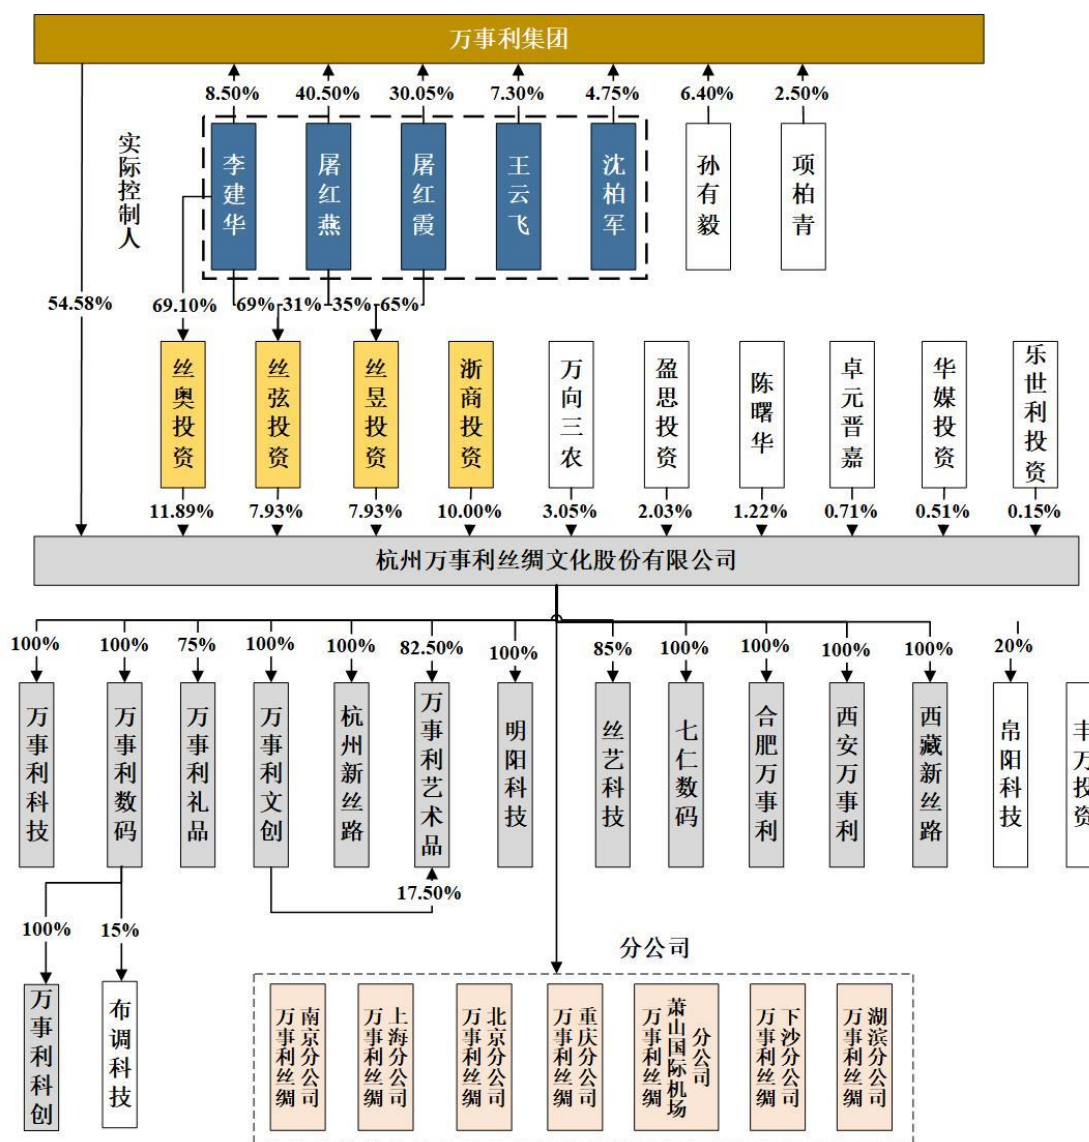 万事利集团
8.50%
40.50%
30.05%
7.30%
4.75%
6.40%
2.50%
实际控制人
李建华
屠红燕
屠红霞
王云飞
沈柏军
孙有毅
项柏青
54.58%
69.10%
69%
31%
35%
65%
丝奥投资
丝弦投资
丝昱投资
浙商投资
万向三农
盈思投资
陈曙华
卓元晋嘉
华媒投资
乐世利投资
11.89%
7.93%
7.93%
10.00%
3.05%
2.03%
1.22%
0.71%
0.51%
0.15%
杭州万事利丝绸文化股份有限公司
100%
100%
75%
100%
100%
82.50%
100%
85%
100%
100%
100%
100%
20%
万事利科技
万事利数码
万事利礼品
万事利文创
杭州新丝路
万事利艺术品
明阳科技
丝艺科技
七仁数码
合肥万事利
西安万事利
西藏新丝路
帛阳科技
丰万投资
17.50%
100%
15%
万事利科创
布调科技
分公司
万事利丝绸
南京分公司
万事利丝绸
上海分公司
万事利丝绸
北京分公司
万事利丝绸
重庆分公司
万事利丝绸
萧山国际机场
分公司
万事利丝绸
下沙分公司
万事利丝绸
湖滨分公司